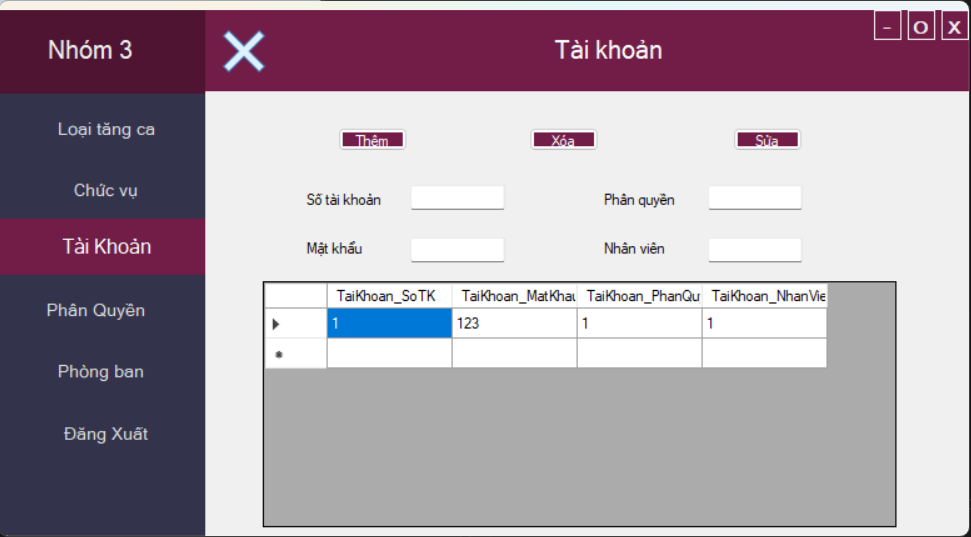 Nhóm 3
Tài khoản
- O X
Loại tăng ca
Chức vụ
Tài Khoản
Phân Quyền
Phòng ban
Đăng Xuất
Thêm Xóa Sửa
Số tài khoản Phân quyền
Mật khẩu Nhân viên
TaiKhoan_SoTK TaiKhoan_MatKhau TaiKhoan_PhanQu TaiKhoan_NhanVie
1 123 1 1